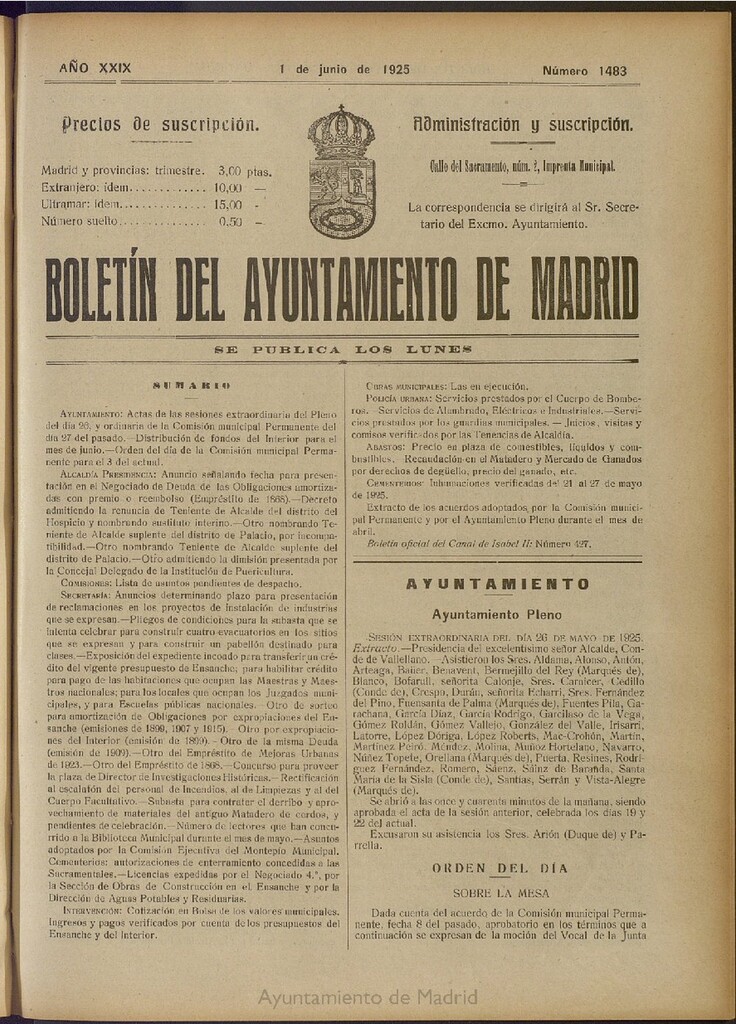 AÑO XXIX
1 de junio de 1925
Número 1483
Precios de suscripción.
Madrid y provincias: trimestre. 3,00 ptas.
Extranjero: ídem............. 10,00 —
Ultramar: ídem............... 15,00 -
Número suelto................ 0,50 -
Administración y suscripción.
Calle del Sacramento, núm. 2, Imprenta Municipal.
La correspondencia se dirigirá al Sr. Secre-
tario del Excmo. Ayuntamiento.
BOLETÍN DEL AYUNTAMIENTO DE MADRID
SE PUBLICA LOS LUNES
SUMARIO
AYUNTAMIENTO: Actas de las sesiones extraordinaria del Pleno
del día 26, y ordinaria de la Comisión municipal Permanente del
día 27 del pasado.—Distribución de fondos del Interior para el
mes de junio.—Orden del día de la Comisión municipal Perma-
nente para el 3 del actual.
ALCALDÍA PRESIDENCIA: Anuncio señalando fecha para presen-
tación en el Negociado de Deuda de las Obligaciones amortiza-
das con premio o reembolso (Empréstito de 1868).—Decreto
admitiendo la renuncia de Teniente de Alcalde del distrito del
Hospicio y nombrando sustituto interino.—Otro nombrando Te-
niente de Alcalde suplente del distrito de Palacio, por incompa-
tibilidad.—Otro nombrando Teniente de Alcalde suplente del
distrito de Palacio.—Otro admitiendo la dimisión presentada por
la Concejal Delegado de la Institución de Puericultura.
COMISIONES: Lista de asuntos pendientes de despacho.
SECRETARÍA: Anuncios determinando plazo para presentación
de reclamaciones en los proyectos de instalación de industrias
que se expresan.—Pliegos de condiciones para la subasta que se
intenta celebrar para construir cuatro evacuatorios en los sitios
que se expresan y para construir un pabellón destinado para
clases.—Exposición del expediente incoado para transferir un cré-
dito del vigente presupuesto de Ensanche; para habilitar crédito
para pago de las habitaciones que ocupan las Maestras y Maes-
tros nacionales; para los locales que ocupan los Juzgados muni-
cipales, y para Escuelas públicas nacionales.—Otro de sorteo
para amortización de Obligaciones por expropiaciones del En-
sanche (emisiones de 1899, 1907 y 1915).—Otro por expropiacio-
nes del Interior (emisión de 1899).—Otro de la misma Deuda
(emisión de 1909).—Otro del Empréstito de Mejoras Urbanas
de 1923.—Otro del Empréstito de 1868.—Concurso para proveer
la plaza de Director de Investigaciones Históricas.—Rectificación
al escalafón del personal de Incendios, al de Limpiezas y al del
Cuerpo Facultativo.—Subasta para contratar el derribo y apro-
vechamiento de materiales del antiguo Matadero de cerdos, y
pendientes de celebración.—Número de lectores que han concu-
rrido a la Biblioteca Municipal durante el mes de mayo.—Asuntos
adoptados por la Comisión Ejecutiva del Montepío Municipal.
Cementerios: autorizaciones de enterramiento concedidas a las
Sacramentales.—Licencias expedidas por el Negociado 4.º, por
la Sección de Obras de Construcción en el Ensanche y por la
Dirección de Aguas Potables y Residuarias.
INTERVENCIÓN: Cotización en Bolsa de los valores municipales.
Ingresos y pagos verificados por cuenta de los presupuestos del
Ensanche y del Interior.
OBRAS MUNICIPALES: Las en ejecución.
POLICÍA URBANA: Servicios prestados por el Cuerpo de Bombe-
ros.—Servicios de Alumbrado, Eléctricos e Industriales.—Servi-
cios prestados por los guardias municipales.—Juicios, visitas y
comisos verificados por las Tenencias de Alcaldía.
ABASTOS: Precio en plaza de comestibles, líquidos y com-
bustibles.—Recaudación en el Matadero y Mercado de Ganados
por derechos de degüello, precio del ganado, etc.
CEMENTERIOS: Inhumaciones verificadas del 21 al 27 de mayo
de 1925.
Extracto de los acuerdos adoptados por la Comisión munici-
pal Permanente y por el Ayuntamiento Pleno durante el mes de
abril.
Boletín oficial del Canal de Isabel II: Número 427.
AYUNTAMIENTO
Ayuntamiento Pleno
SESIÓN EXTRAORDINARIA DEL DÍA 26 DE MAYO DE 1925.
Extracto.—Presidencia del excelentísimo señor Alcalde, Con-
de de Vallellano.—Asistieron los Sres. Aldama, Alonso, Antón,
Arteaga, Baüer, Benavent, Bermejillo del Rey (Marqués de),
Blanco, Bofarull, señorita Calonje, Sres. Carnicer, Cedillo
(Conde de), Crespo, Durán, señorita Echarri, Sres. Fernández
del Pino, Fuensanta de Palma (Marqués de), Fuentes Pila, Ga-
rachana, García Díaz, García Rodrigo, Garcilaso de la Vega,
Gómez Roldán, Gómez Vallejo, González del Valle, Irisarri,
Latorre, López Dóriga, López Roberts, Mac-Crohón, Martín,
Martínez Peiró, Méndez, Molina, Muñoz Hortelano, Navarro,
Núñez Topete, Orellana (Marqués de), Puerta, Resines, Rodrí-
guez Fernández, Romero, Sáenz, Sáinz de Baranda, Santa
María de la Sisla (Conde de), Santías, Serrán y Vista-Alegre
(Marqués de).
Se abrió a las once y cuarenta minutos de la mañana, siendo
aprobada el acta de la sesión anterior, celebrada los días 19 y
22 del actual.
Excusaron su asistencia los Sres. Arión (Duque de) y Pa-
rrella.
ORDEN DEL DÍA
SOBRE LA MESA
Dada cuenta del acuerdo de la Comisión municipal Perma-
nente, fecha 8 del pasado, aprobatorio en los términos que a
continuación se expresan de la moción del Vocal de la Junta
Ayuntamiento de Madrid